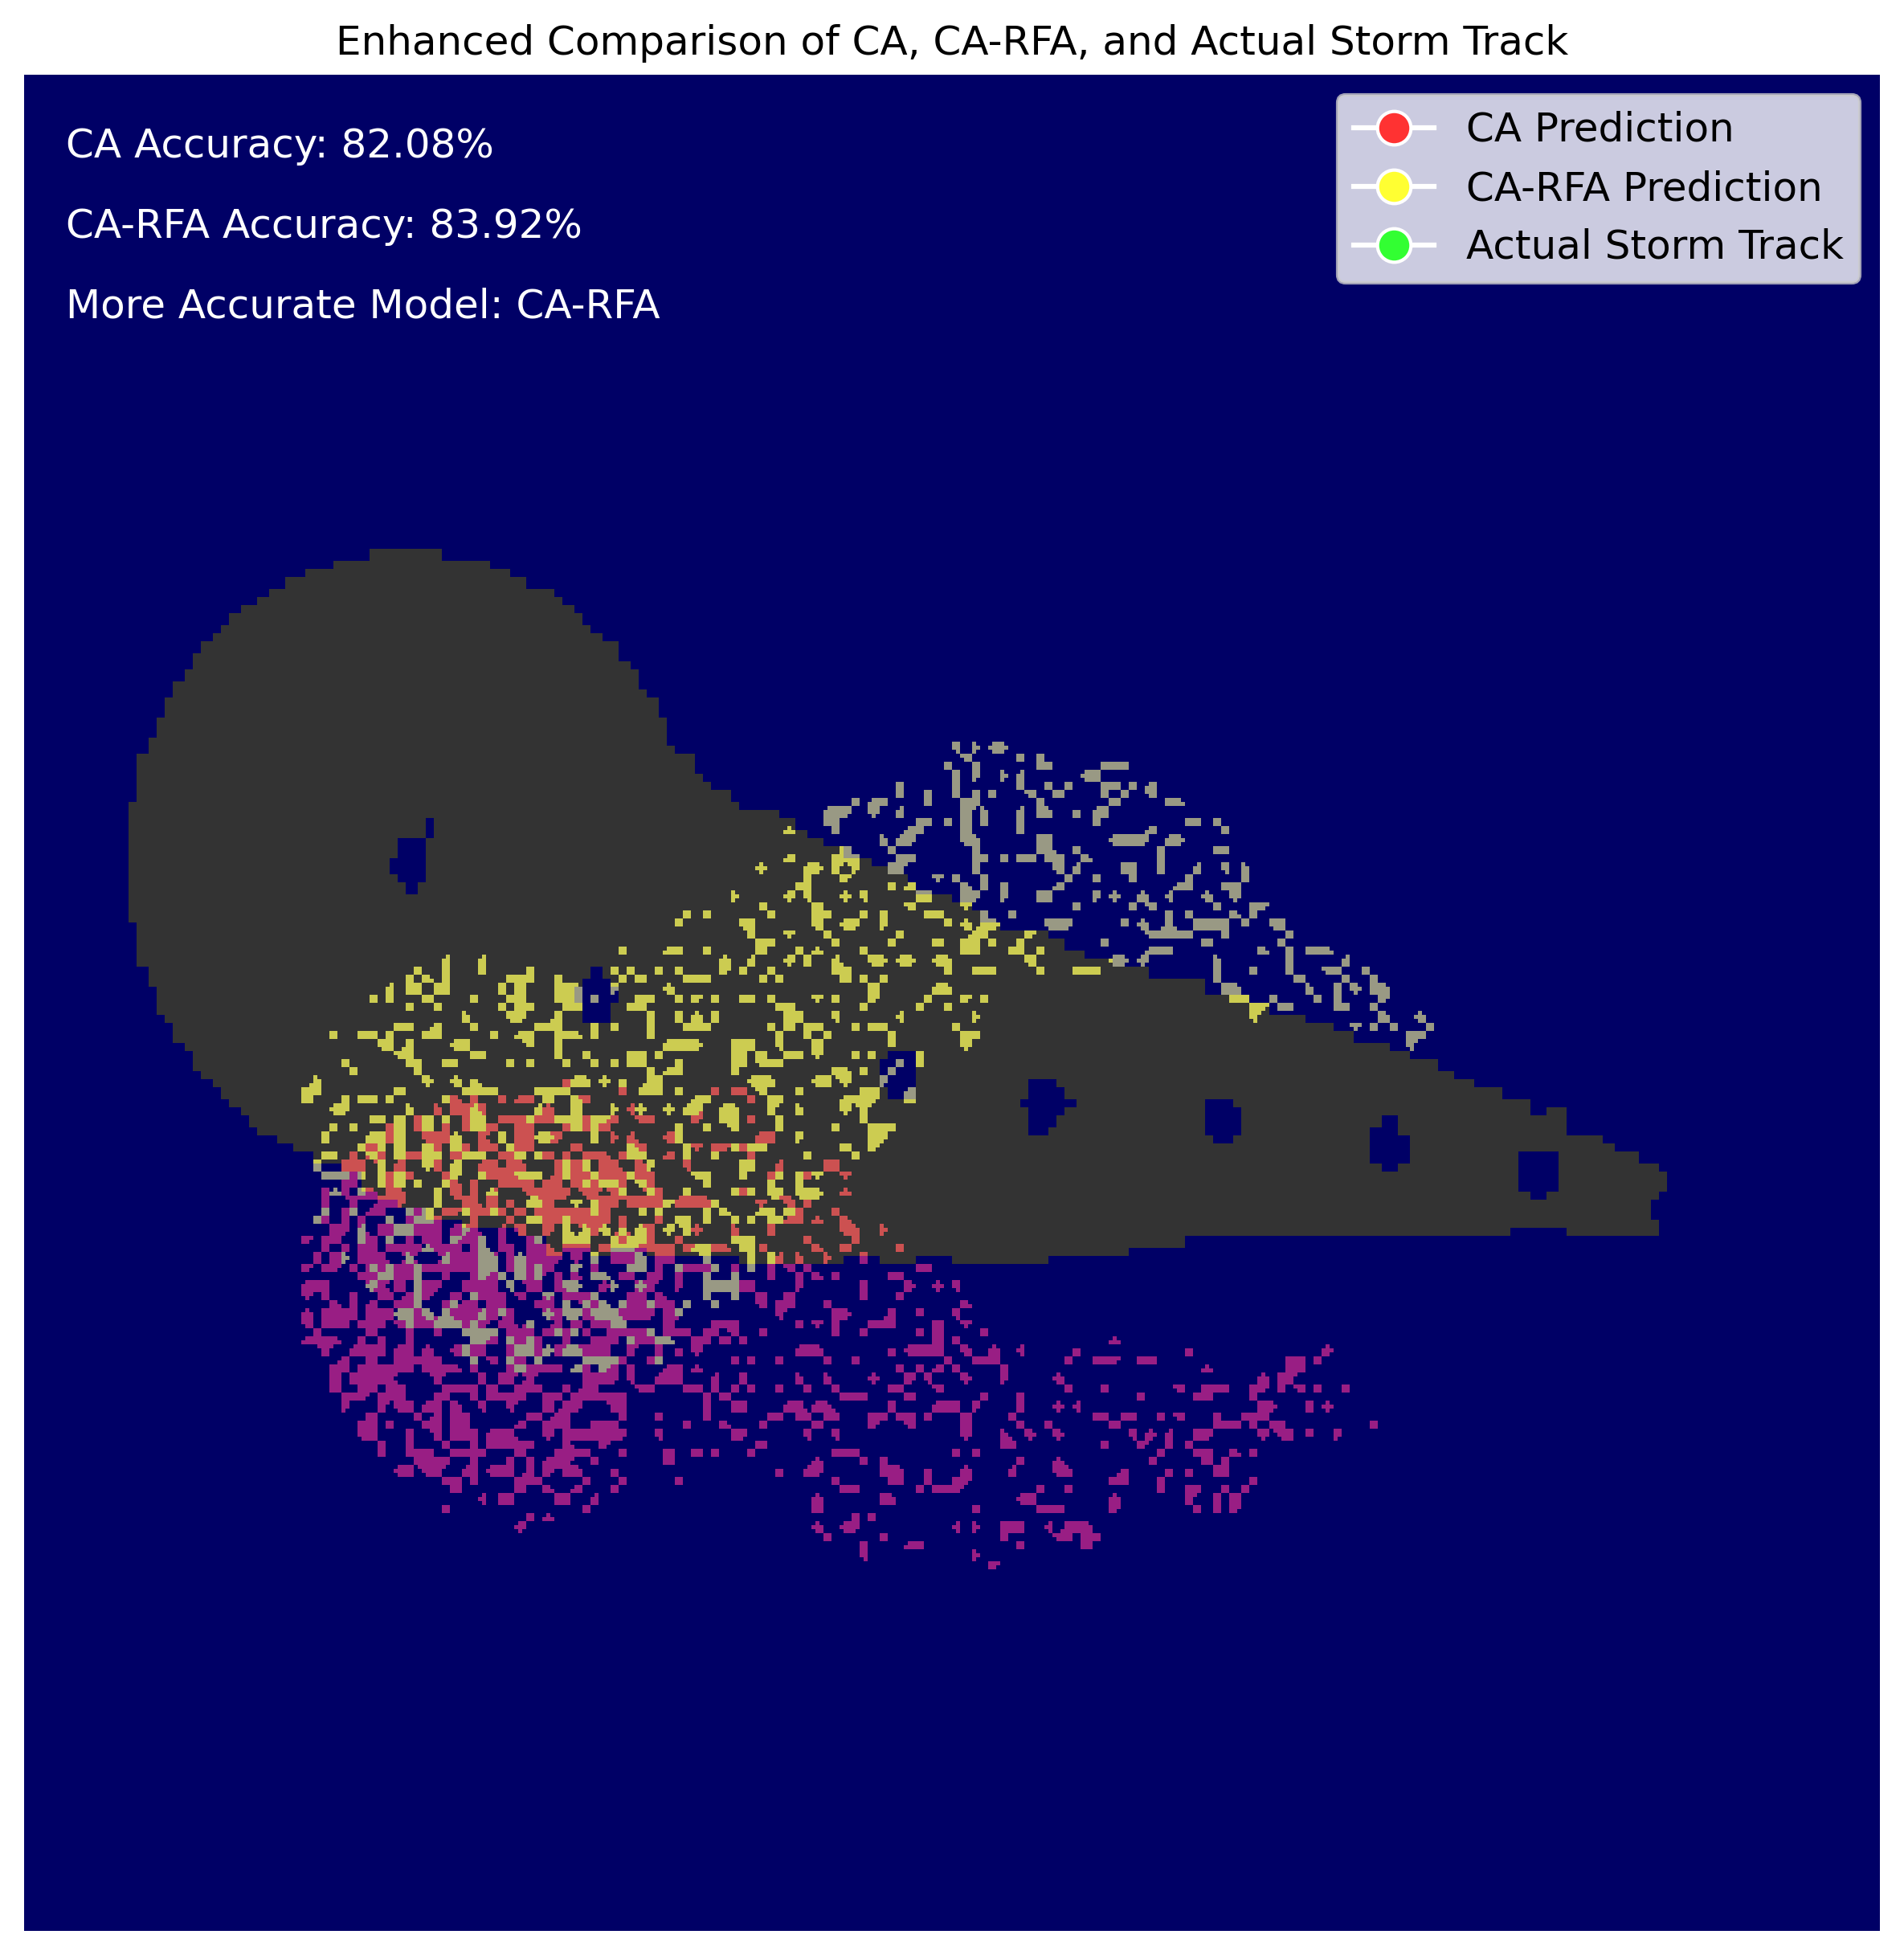 Enhanced Comparison of CA, CA-RFA, and Actual Storm Track
CA Accuracy: 82.08%
CA-RFA Accuracy: 83.92%
More Accurate Model: CA-RFA
CA Prediction
CA-RFA Prediction
Actual Storm Track